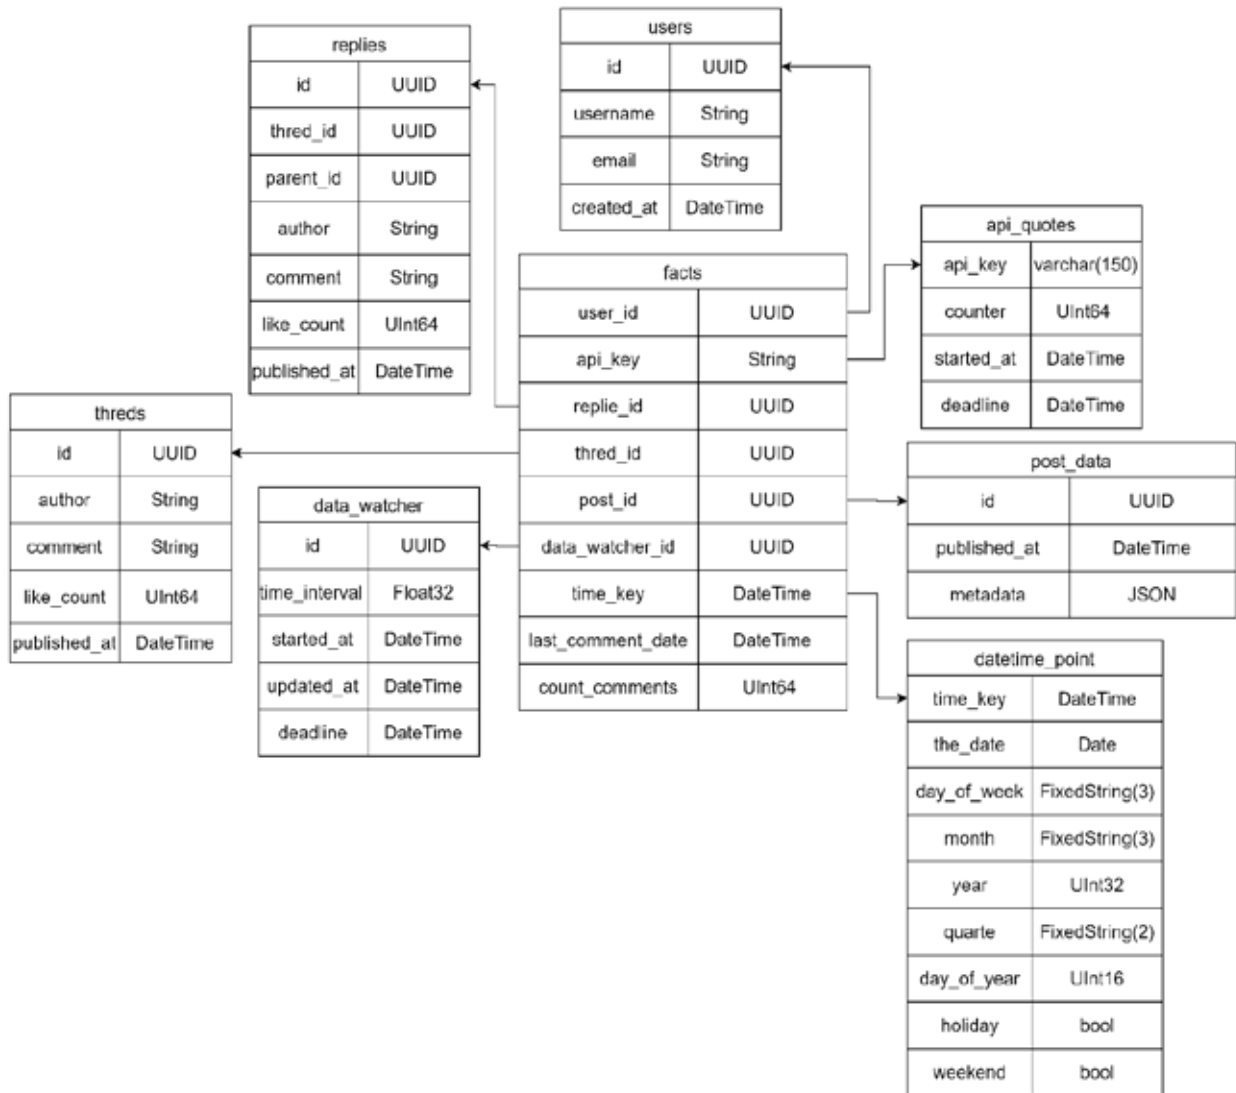 replies
id UUID
thred_id UUID
parent_id UUID
author String
comment String
like_count UInt64
published_at DateTime
users
id UUID
username String
email String
created_at DateTime
api_quotes
api_key varchar(150)
counter UInt64
started_at DateTime
deadline DateTime
facts
user_id UUID
api_key String
replie_id UUID
thred_id UUID
post_id UUID
data_watcher_id UUID
time_key DateTime
last_comment_date DateTime
count_comments UInt64
threds
id UUID
author String
comment String
like_count UInt64
published_at DateTime
data_watcher
id UUID
time_interval Float32
started_at DateTime
updated_at DateTime
deadline DateTime
post_data
id UUID
published_at DateTime
metadata JSON
datetime_point
time_key DateTime
the_date Date
day_of_week FixedString(3)
month FixedString(3)
year UInt32
quarte FixedString(2)
day_of_year UInt16
holiday bool
weekend bool